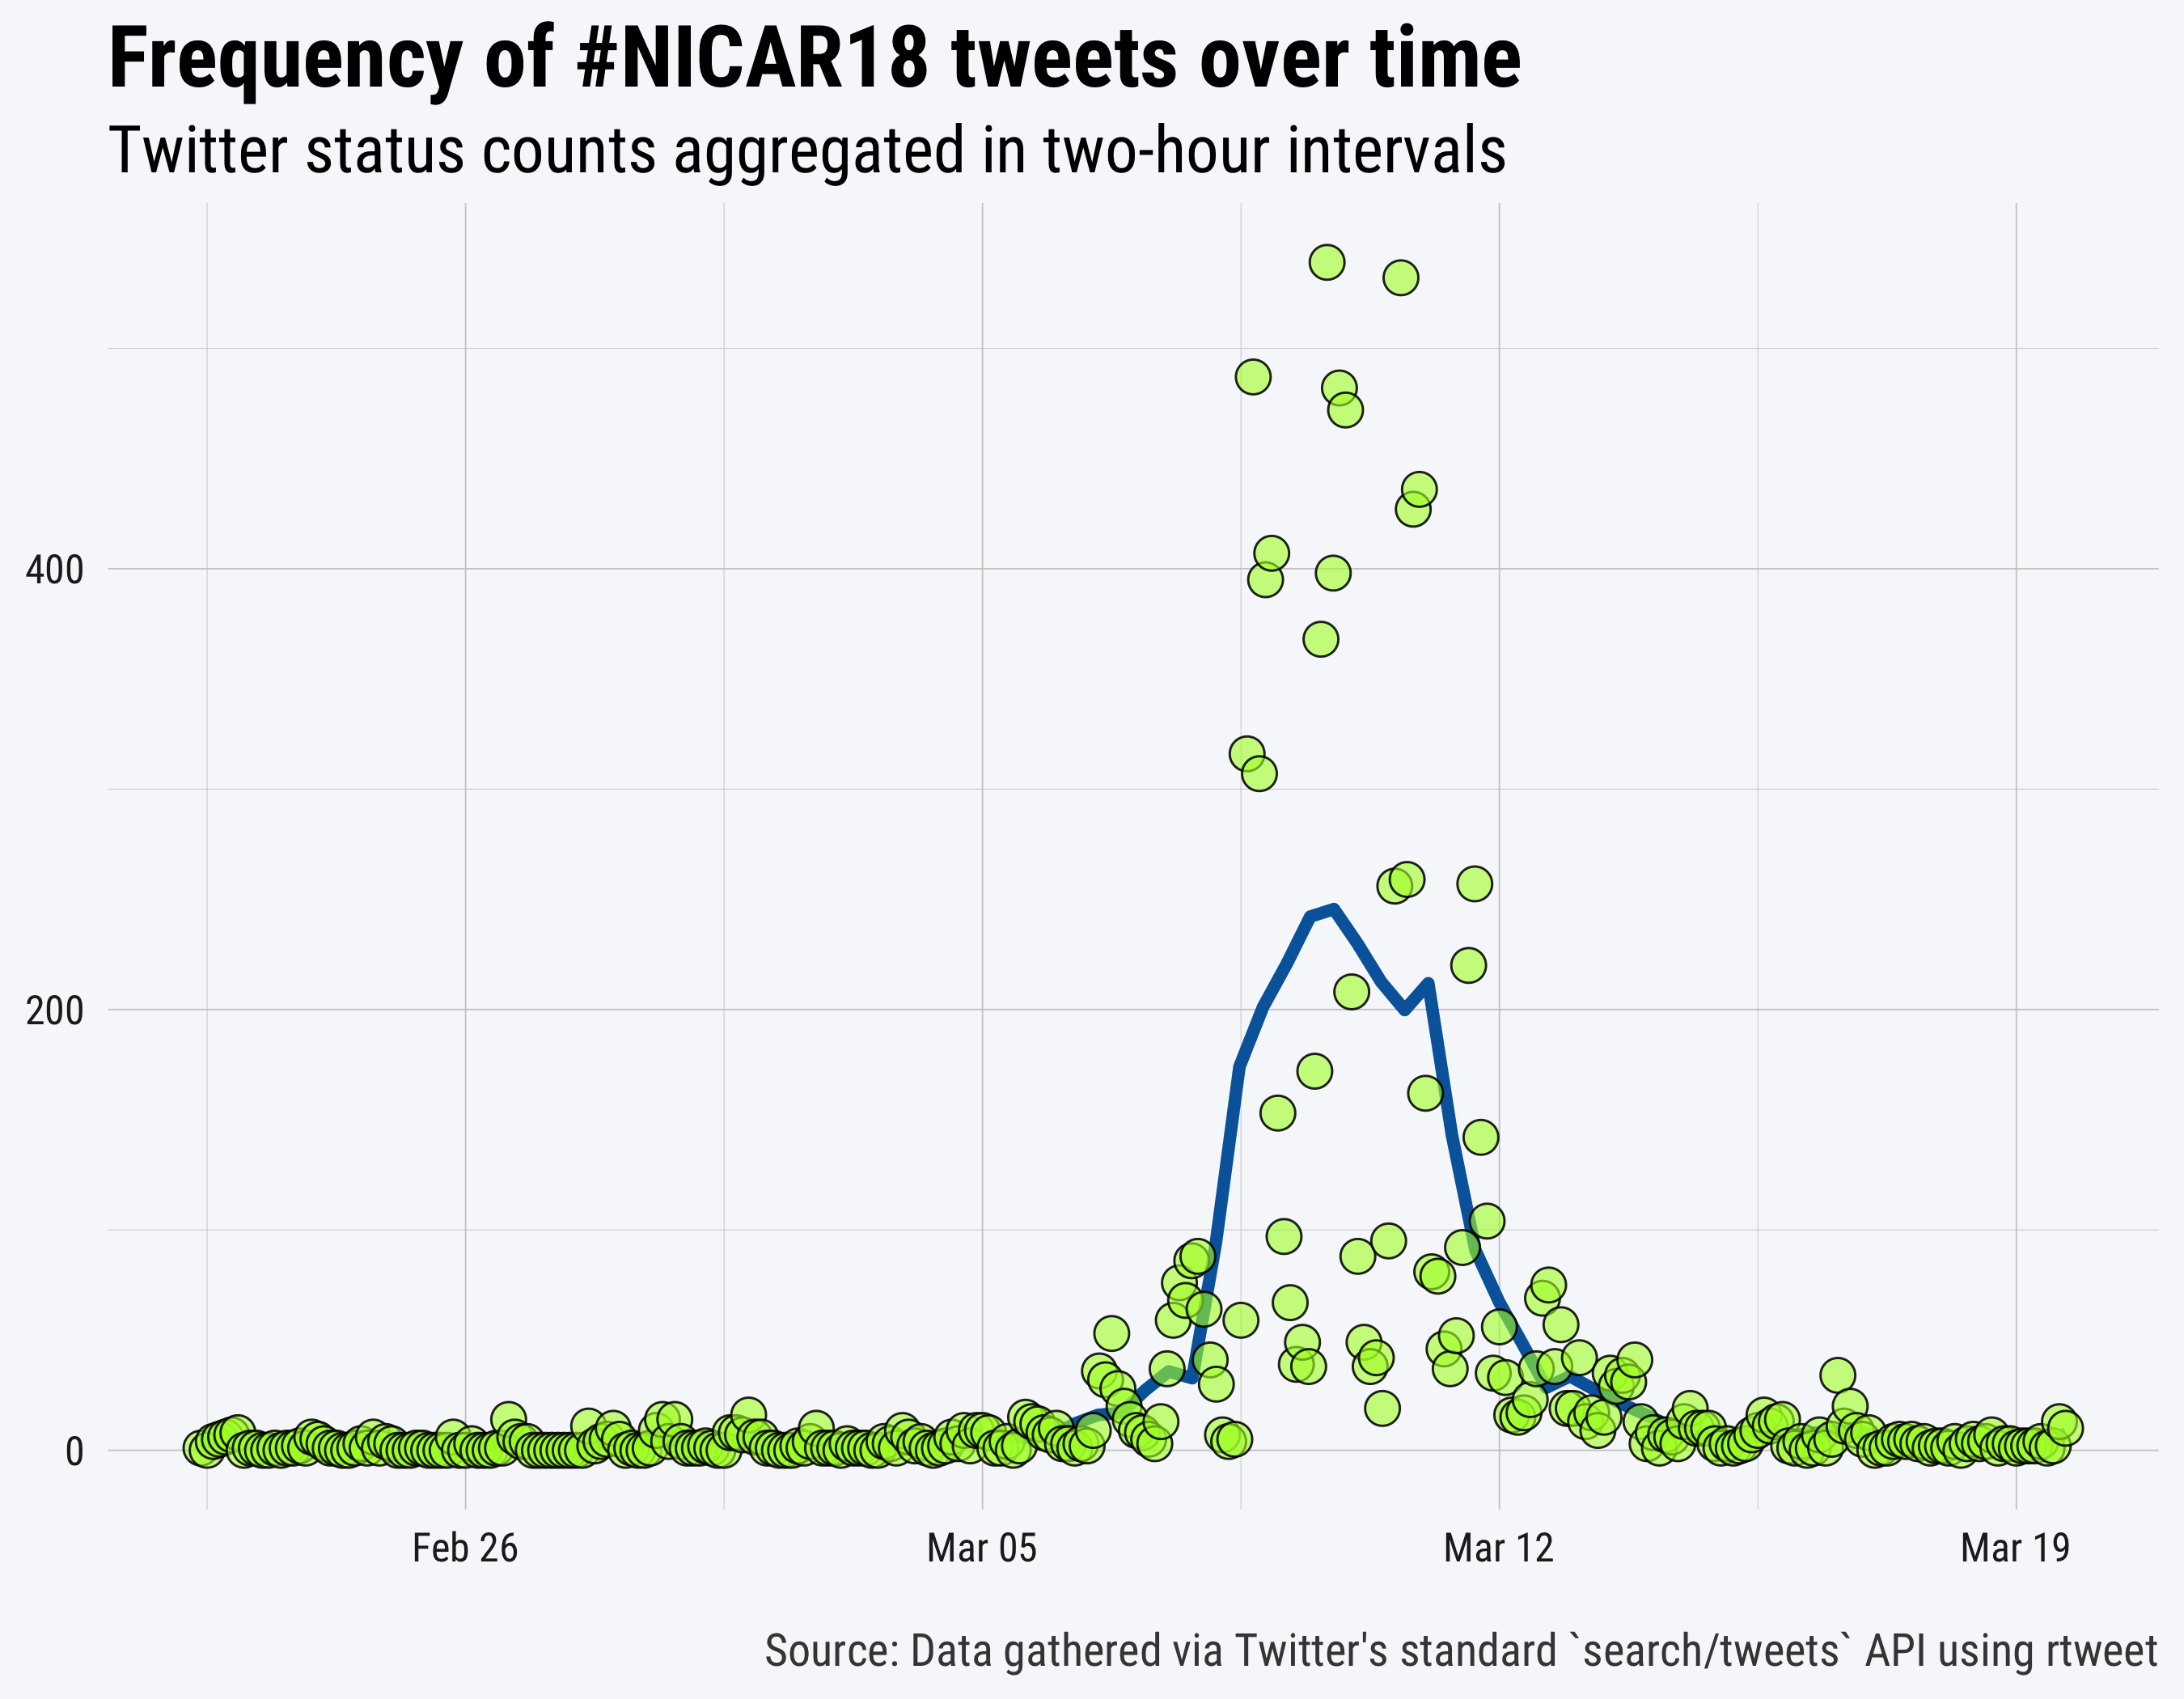 Frequency of #NICAR18 tweets over time
Twitter status counts aggregated in two-hour intervals
400
200
0
Feb 26
Mar 05
Mar 12
Mar 19
Source: Data gathered via Twitter's standard `search/tweets` API using rtweet